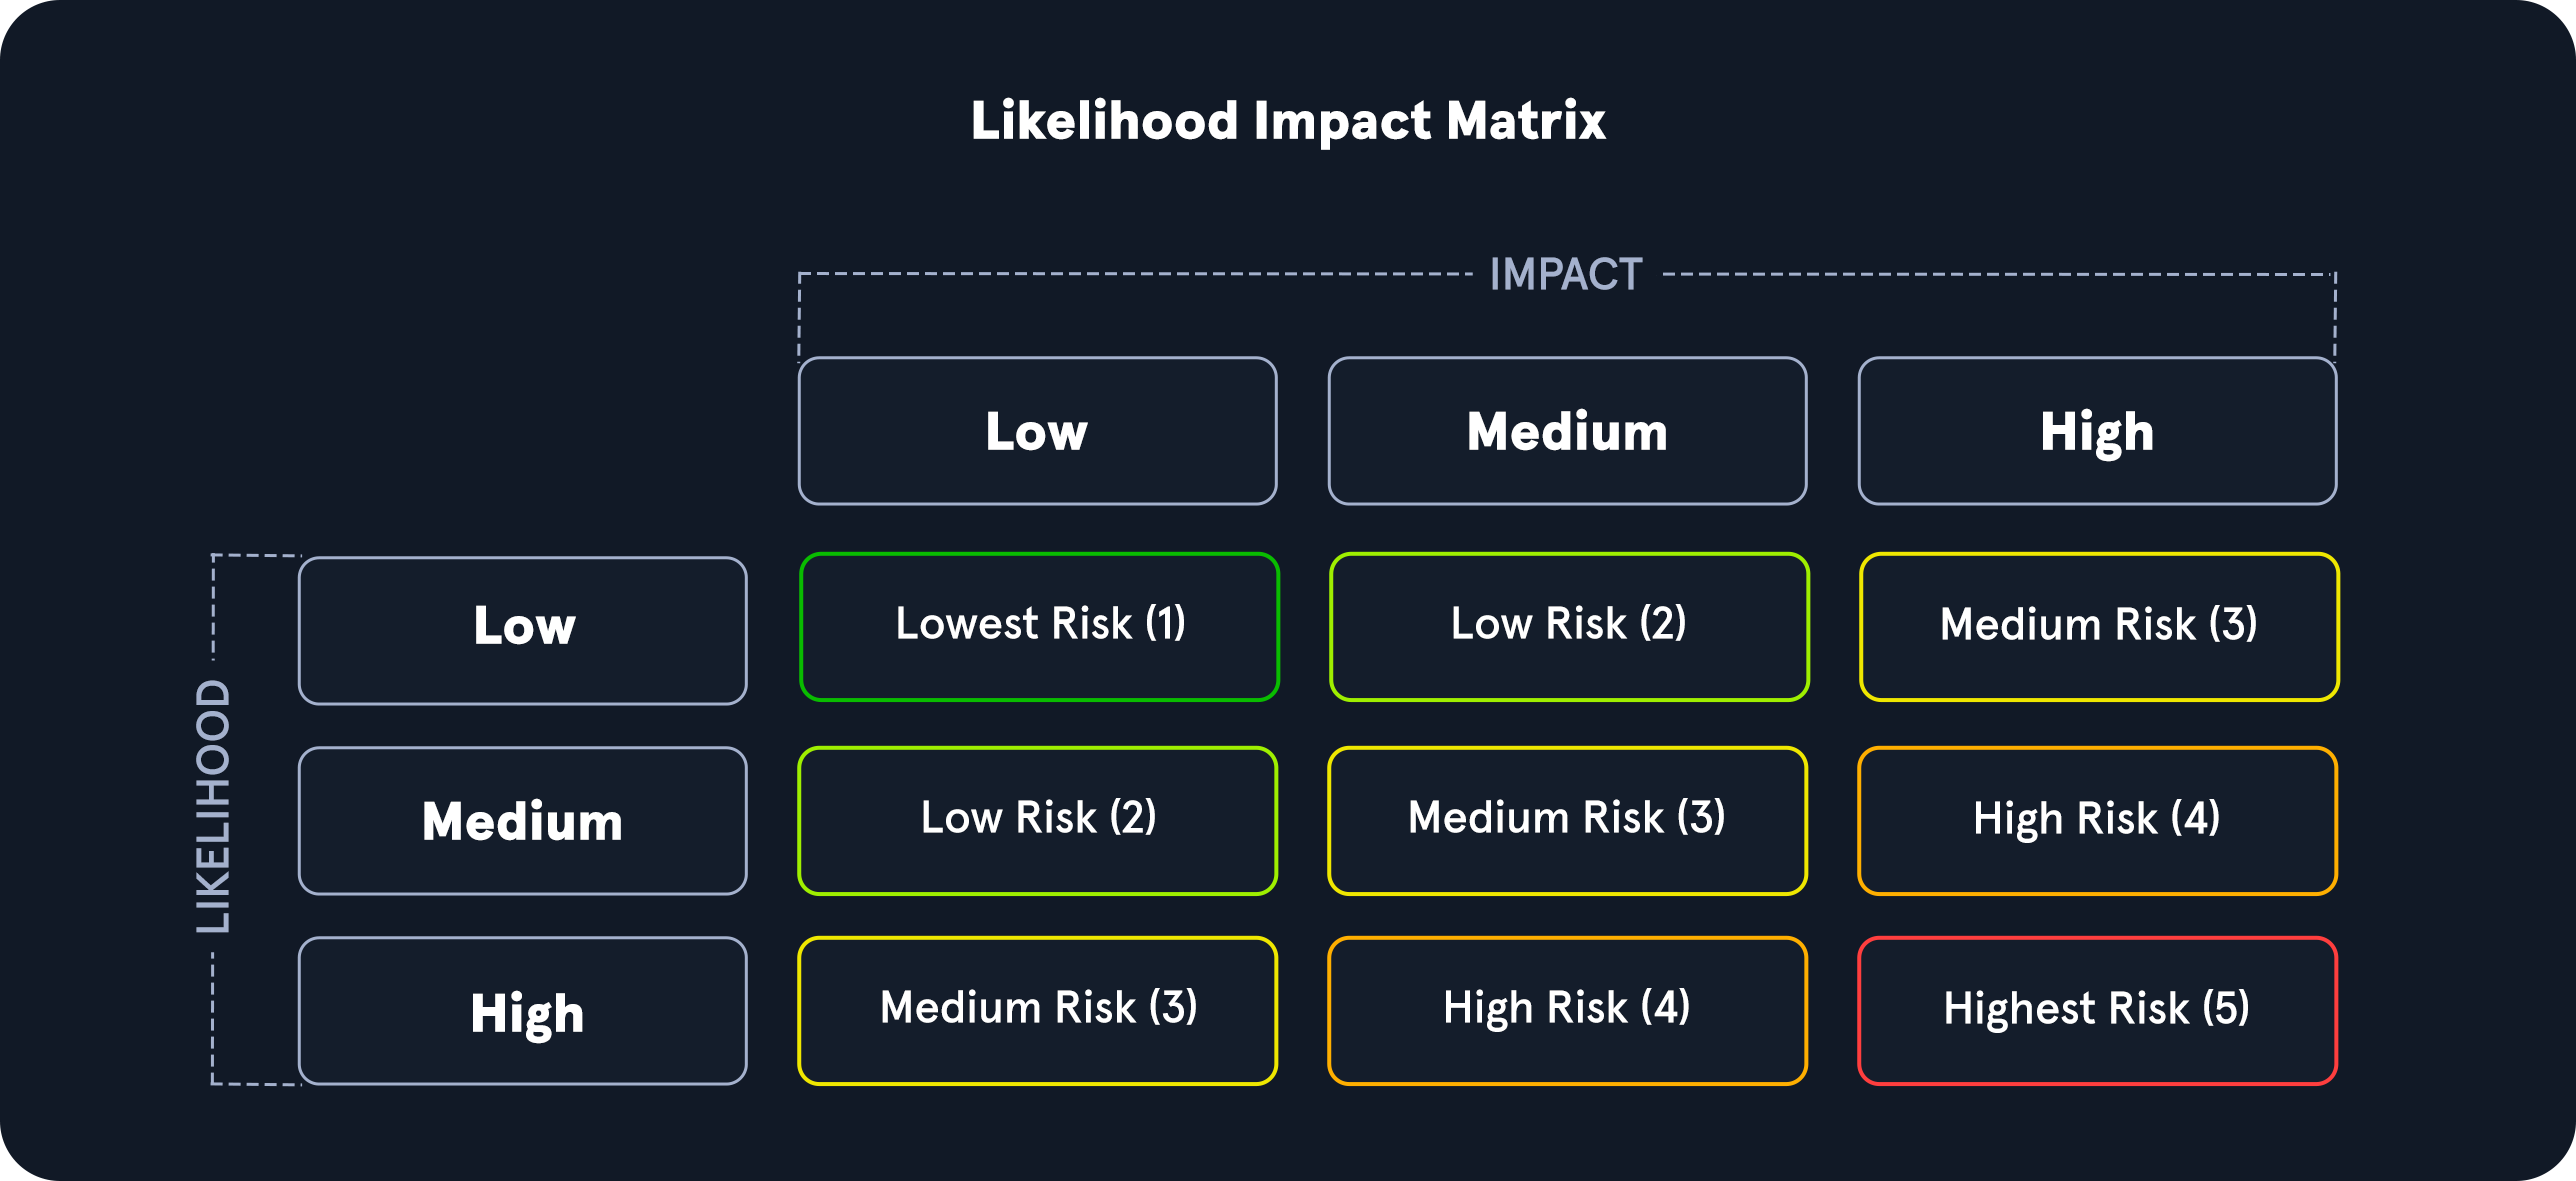 Likelihood Impact Matrix
IMPACT
Low
Medium
High
LIKELIHOOD
Low
Lowest Risk (1)
Low Risk (2)
Medium Risk (3)
Medium
Low Risk (2)
Medium Risk (3)
High Risk (4)
High
Medium Risk (3)
High Risk (4)
Highest Risk (5)